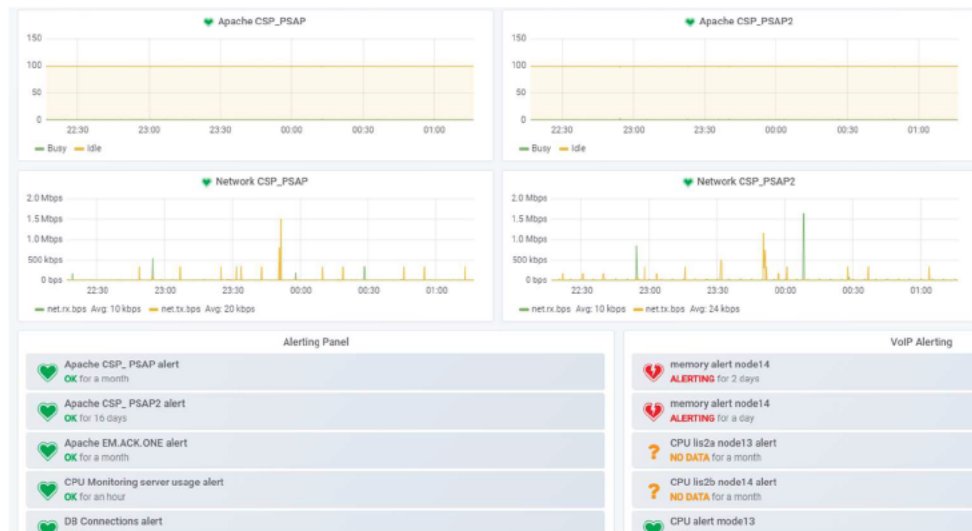 Apache CSP_PSAP
150
100
50
0
22:30 23:00 23:30 00:00 00:30 01:00
Busy Idle
Apache CSP_PSAP2
150
100
50
0
22:30 23:00 23:30 00:00 00:30 01:00
Busy Idle
Network CSP_PSAP
2.0 Mbps
1.5 Mbps
1.0 Mbps
500 kbps
0 bps
22:30 23:00 23:30 00:00 00:30 01:00
net.rx.bps Avg: 10 kbps net.tx.bps Avg: 20 kbps
Network CSP_PSAP2
2.0 Mbps
1.5 Mbps
1.0 Mbps
500 kbps
0 bps
22:30 23:00 23:30 00:00 00:30 01:00
net.rx.bps Avg: 10 kbps net.tx.bps Avg: 24 kbps
Alerting Panel
Apache CSP_ PSAP alert
OK for a month
Apache CSP_ PSAP2 alert
OK for 16 days
Apache EM.ACK.ONE alert
OK for a month
CPU Monitoring server usage alert
OK for an hour
DB Connections alert
VoIP Alerting
memory alert node14
ALERTING for 2 days
memory alert node14
ALERTING for a day
CPU lis2a node13 alert
NO DATA for a month
CPU lis2b node14 alert
NO DATA for a month
CPU alert mode13